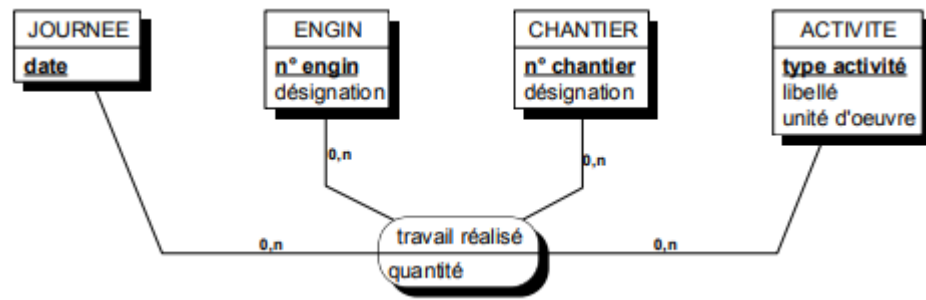 JOURNEE
date
ENGIN
n° engin
désignation
CHANTIER
n° chantier
désignation
ACTIVITE
type activité
libellé
unité d'oeuvre
0,n
0,n
0,n
0,n
travail réalisé
quantité